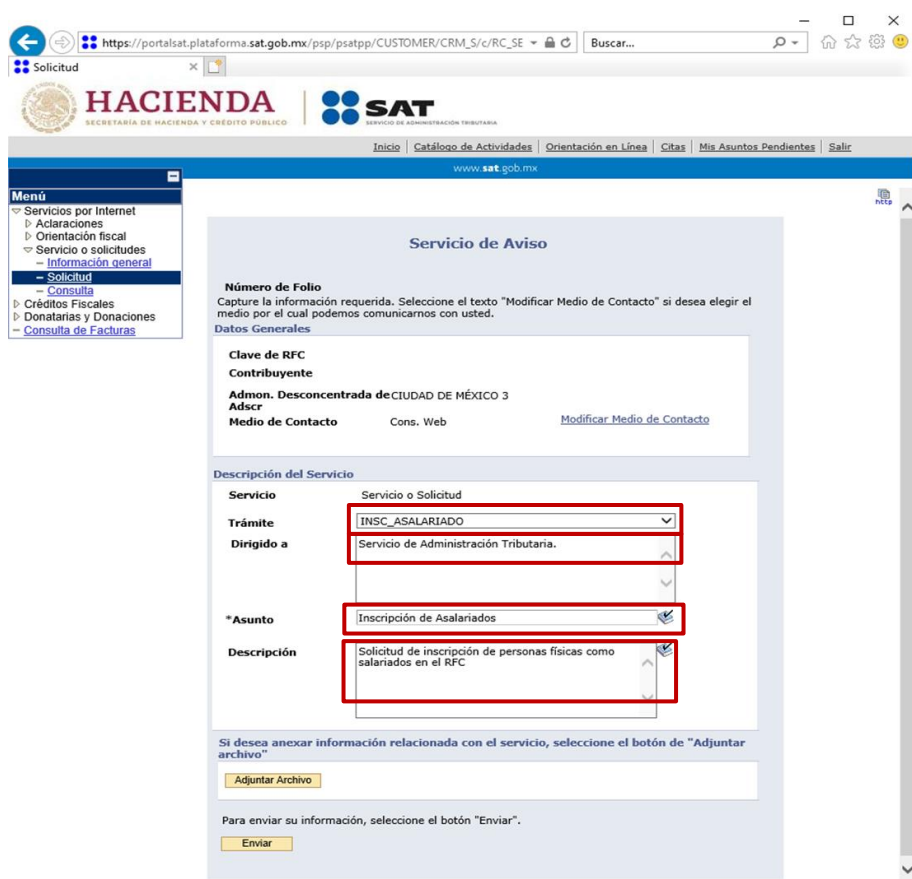 https://portalsat.plataforma.sat.gob.mx/psp/psatpp/CUSTOMER/CRM_S/c/RC_SE
Buscar...
Solicitud
HACIENDA
SECRETARÍA DE HACIENDA Y CRÉDITO PÚBLICO
SAT
SERVICIO DE ADMINISTRACIÓN TRIBUTARIA
Inicio | Catálogo de Actividades | Orientación en Línea | Citas | Mis Asuntos Pendientes | Salir
www.sat.gob.mx
http
Menú
Servicios por Internet
Aclaraciones
Orientación fiscal
Servicio o solicitudes
– Información general
– Solicitud
– Consulta
Créditos Fiscales
Donatarias y Donaciones
– Consulta de Facturas
Servicio de Aviso
Número de Folio
Capture la información requerida. Seleccione el texto "Modificar Medio de Contacto" si desea elegir el
medio por el cual podemos comunicarnos con usted.
Datos Generales
Clave de RFC
Contribuyente
Admon. Desconcentrada de CIUDAD DE MÉXICO 3
Adscr
Medio de Contacto Cons. Web Modificar Medio de Contacto
Descripción del Servicio
Servicio Servicio o Solicitud
Trámite INSC_ASALARIADO
Dirigido a Servicio de Administración Tributaria.
*Asunto Inscripción de Asalariados
Descripción Solicitud de inscripción de personas físicas como
salariados en el RFC
Si desea anexar información relacionada con el servicio, seleccione el botón de "Adjuntar
archivo"
Adjuntar Archivo
Para enviar su información, seleccione el botón "Enviar".
Enviar